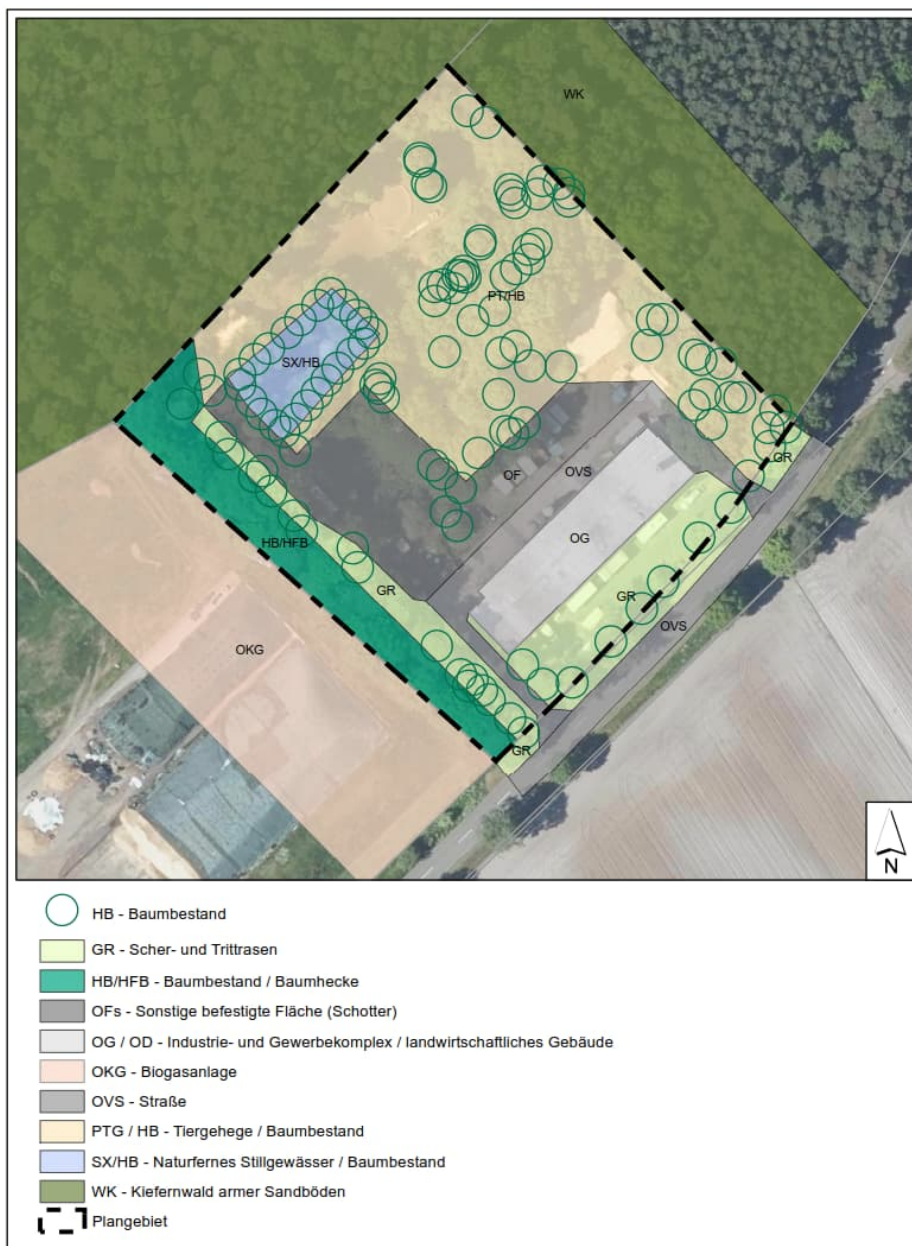 WK
PT/HB
SX/HB
GR
OF
OVS
OG
HB/HFB
GR
GR
OVS
OKG
GR
N
HB - Baumbestand
GR - Scher- und Trittrasen
HB/HFB - Baumbestand / Baumhecke
OFs - Sonstige befestigte Fläche (Schotter)
OG / OD - Industrie- und Gewerbekomplex / landwirtschaftliches Gebäude
OKG - Biogasanlage
OVS - Straße
PTG / HB - Tiergehege / Baumbestand
SX/HB - Naturfernes Stillgewässer / Baumbestand
WK - Kiefernwald armer Sandböden
Plangebiet